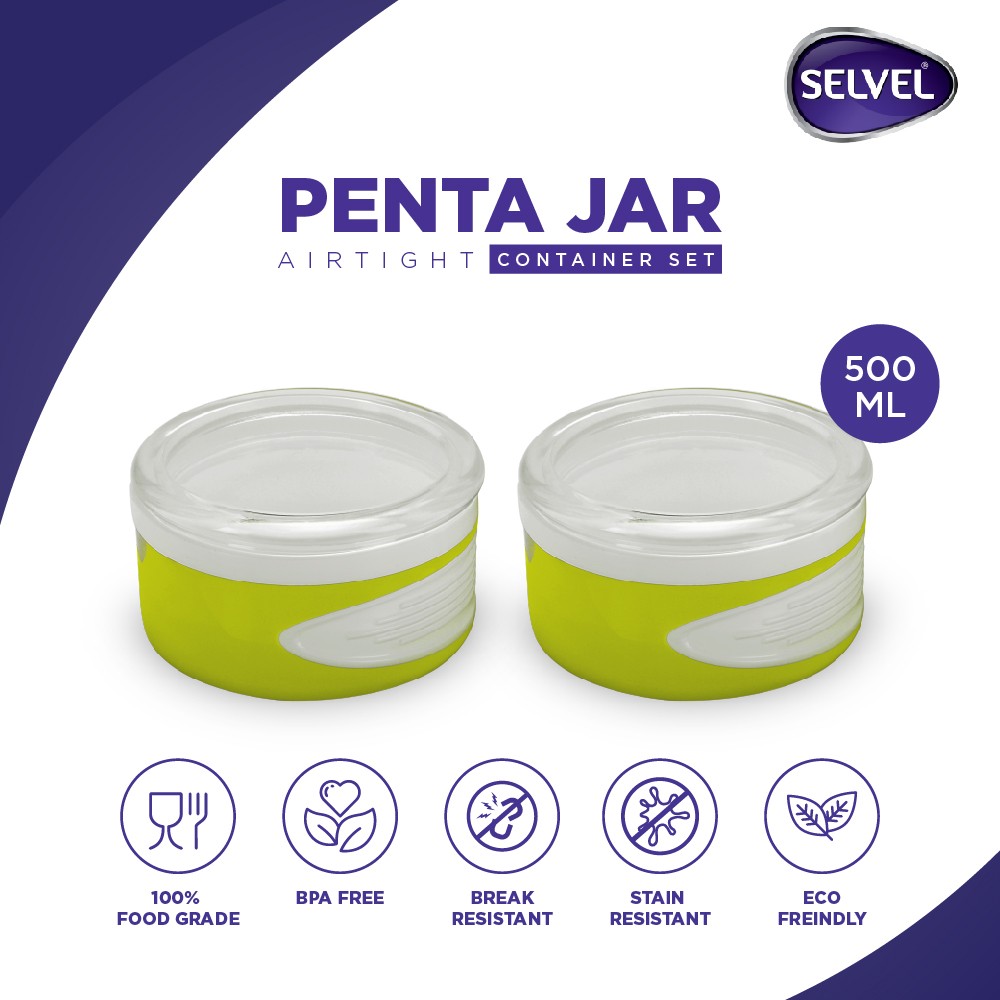 SELVEL®
PENTA JAR
AIRTIGHT CONTAINER SET
500
ML
100%
FOOD GRADE
BPA FREE
BREAK
RESISTANT
STAIN
RESISTANT
ECO
FREINDLY